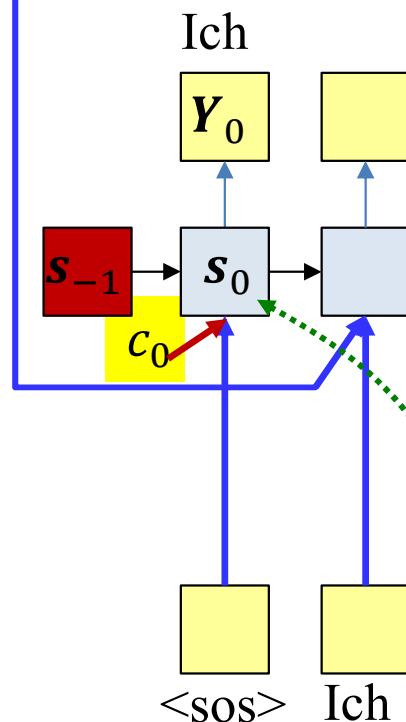 Ich
Y₀
s₋₁ s₀
c₀
<sos> Ich